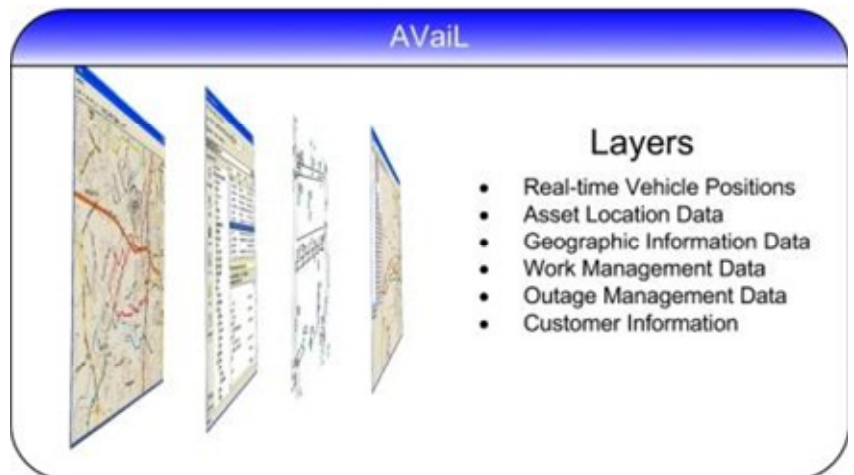 AVaiL
Layers
• Real-time Vehicle Positions
• Asset Location Data
• Geographic Information Data
• Work Management Data
• Outage Management Data
• Customer Information